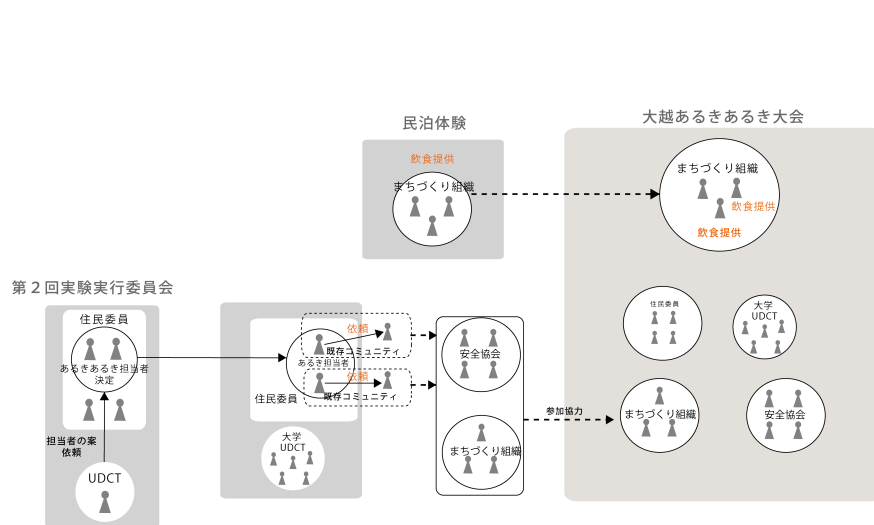 民泊体験
飲食提供
まちづくり組織
大越あるきあるき大会
まちづくり組織
飲食提供
飲食提供
第２回実験実行委員会
住民委員
あるきあるき担当者
決定
担当者の案
依頼
UDCT
依頼
既存コミュニティ
あるき担当者
依頼
既存コミュニティ
住民委員
大学
UDCT
安全協会
まちづくり組織
参加協力
住民委員
大学
UDCT
まちづくり組織
安全協会